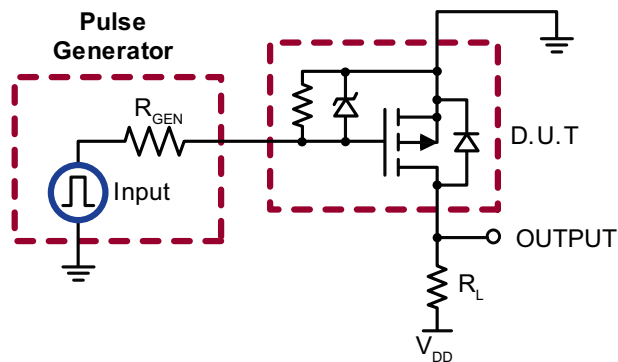 Pulse
Generator
R_GEN
Input
D.U.T
OUTPUT
R_L
V_DD